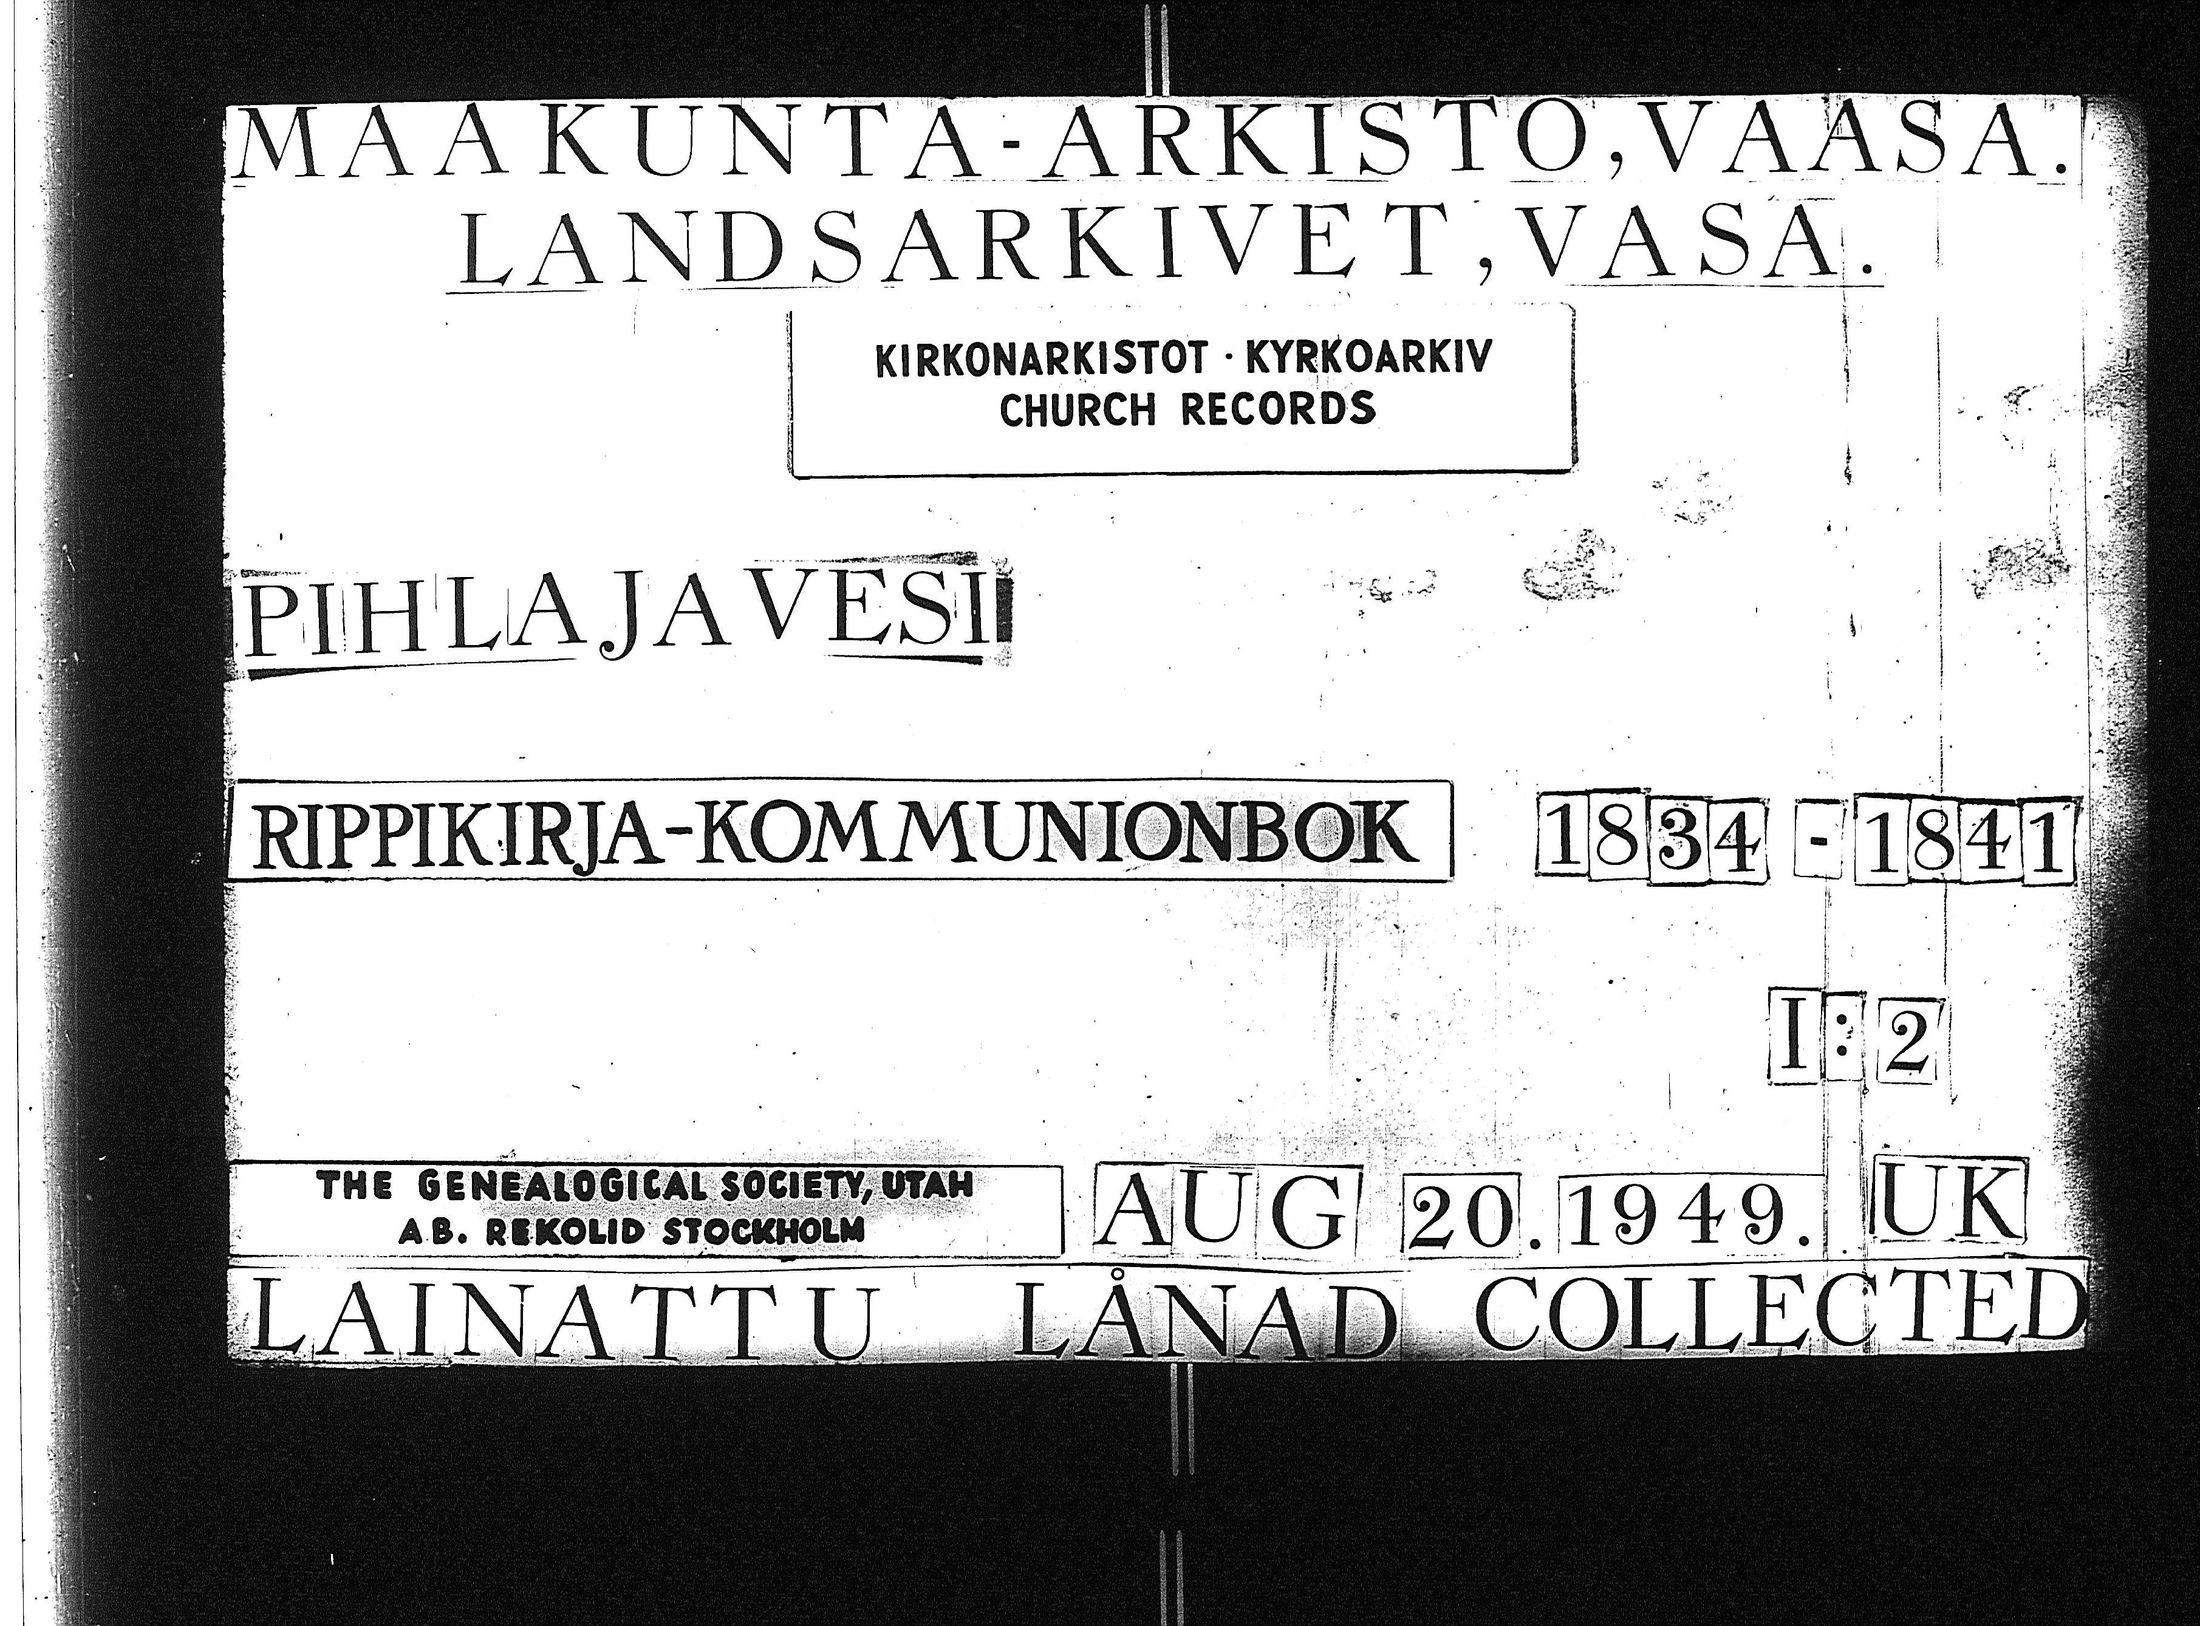 MAAKUNTA-ARKISTO, VAASA.
LANDSARKIVET, VASA.
KIRKONARKISTOT · KYRKOARKIV
CHURCH RECORDS
PIHLAJAVESI
RIPPIKIRJA-KOMMUNIONBOK 1834-1841
I:2
THE GENEALOGICAL SOCIETY, UTAH
AB. REKOLID STOCKHOLM
AUG 20. 1949. UK
LAINATTU LÅNAD COLLECTED